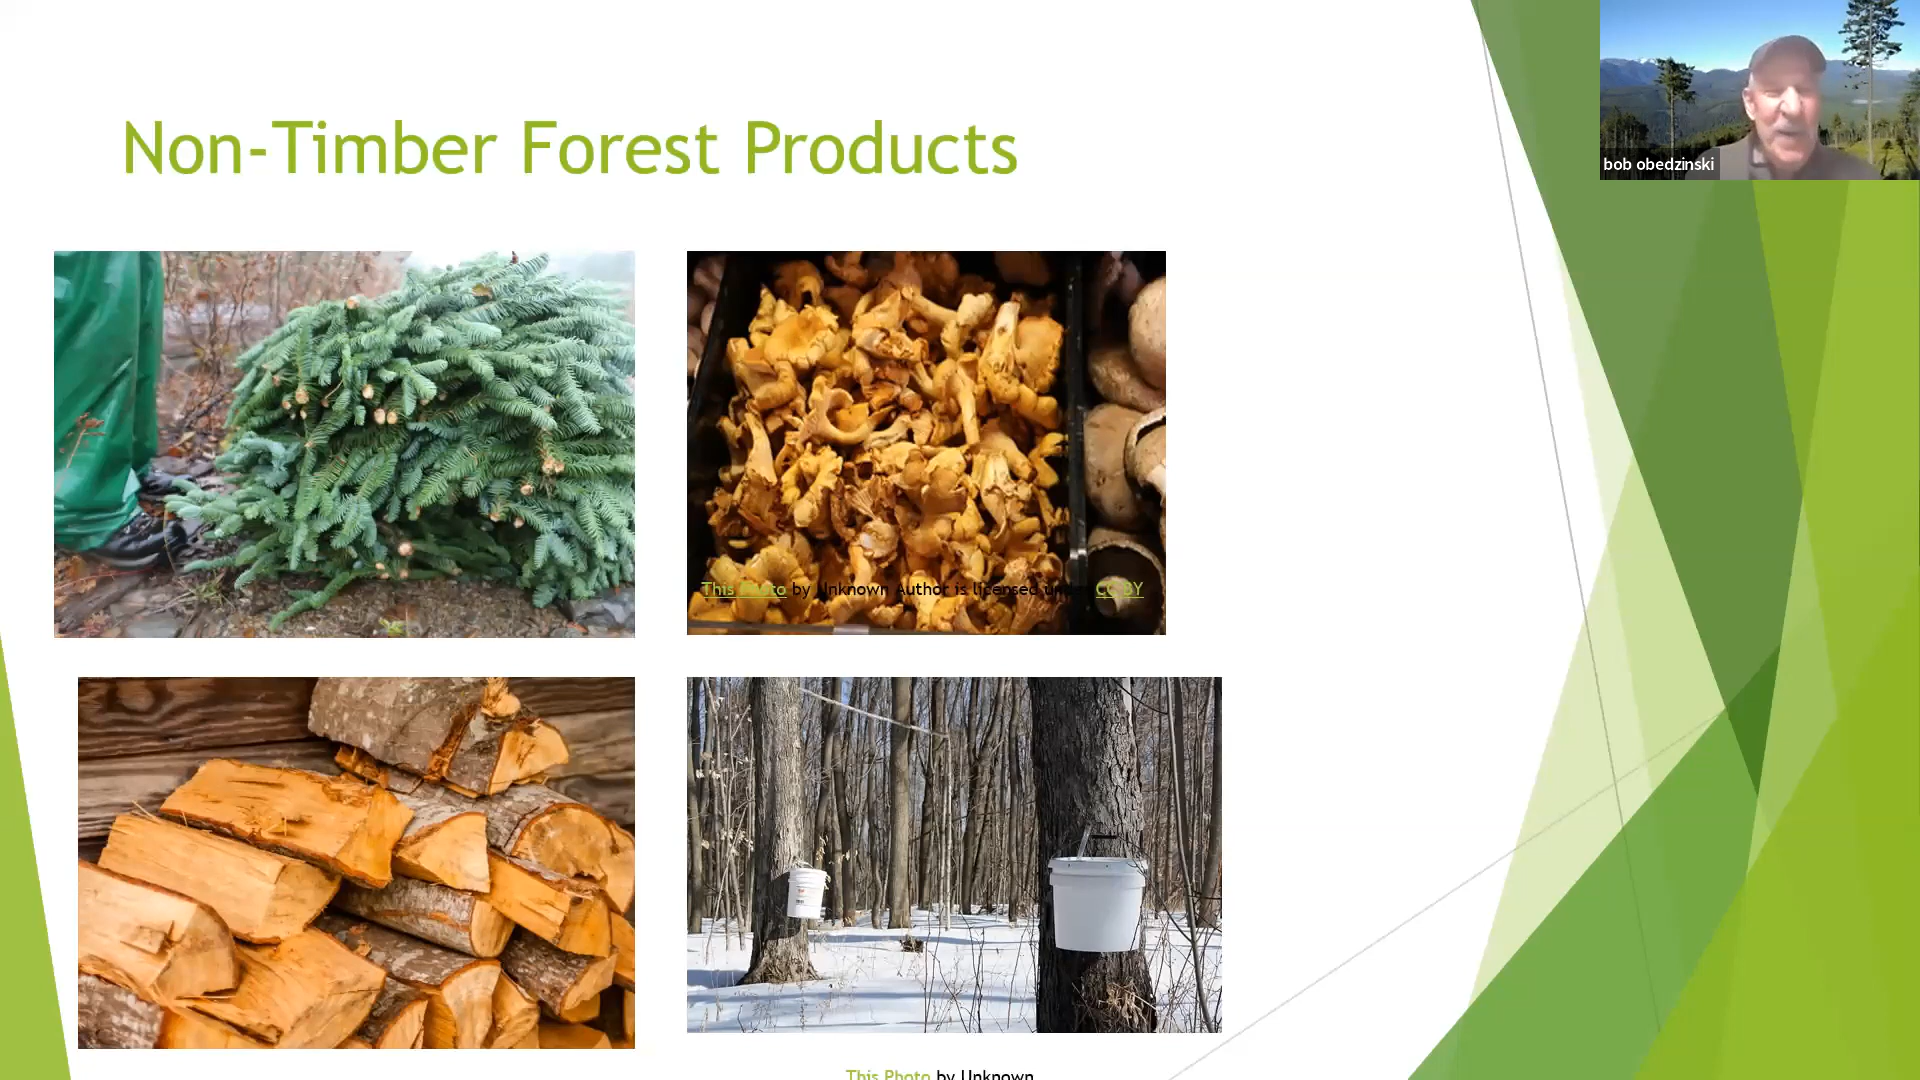 Non-Timber Forest Products
bob obedzinski
This Photo by Unknown Author is licensed under CC BY
This Photo by Unknown